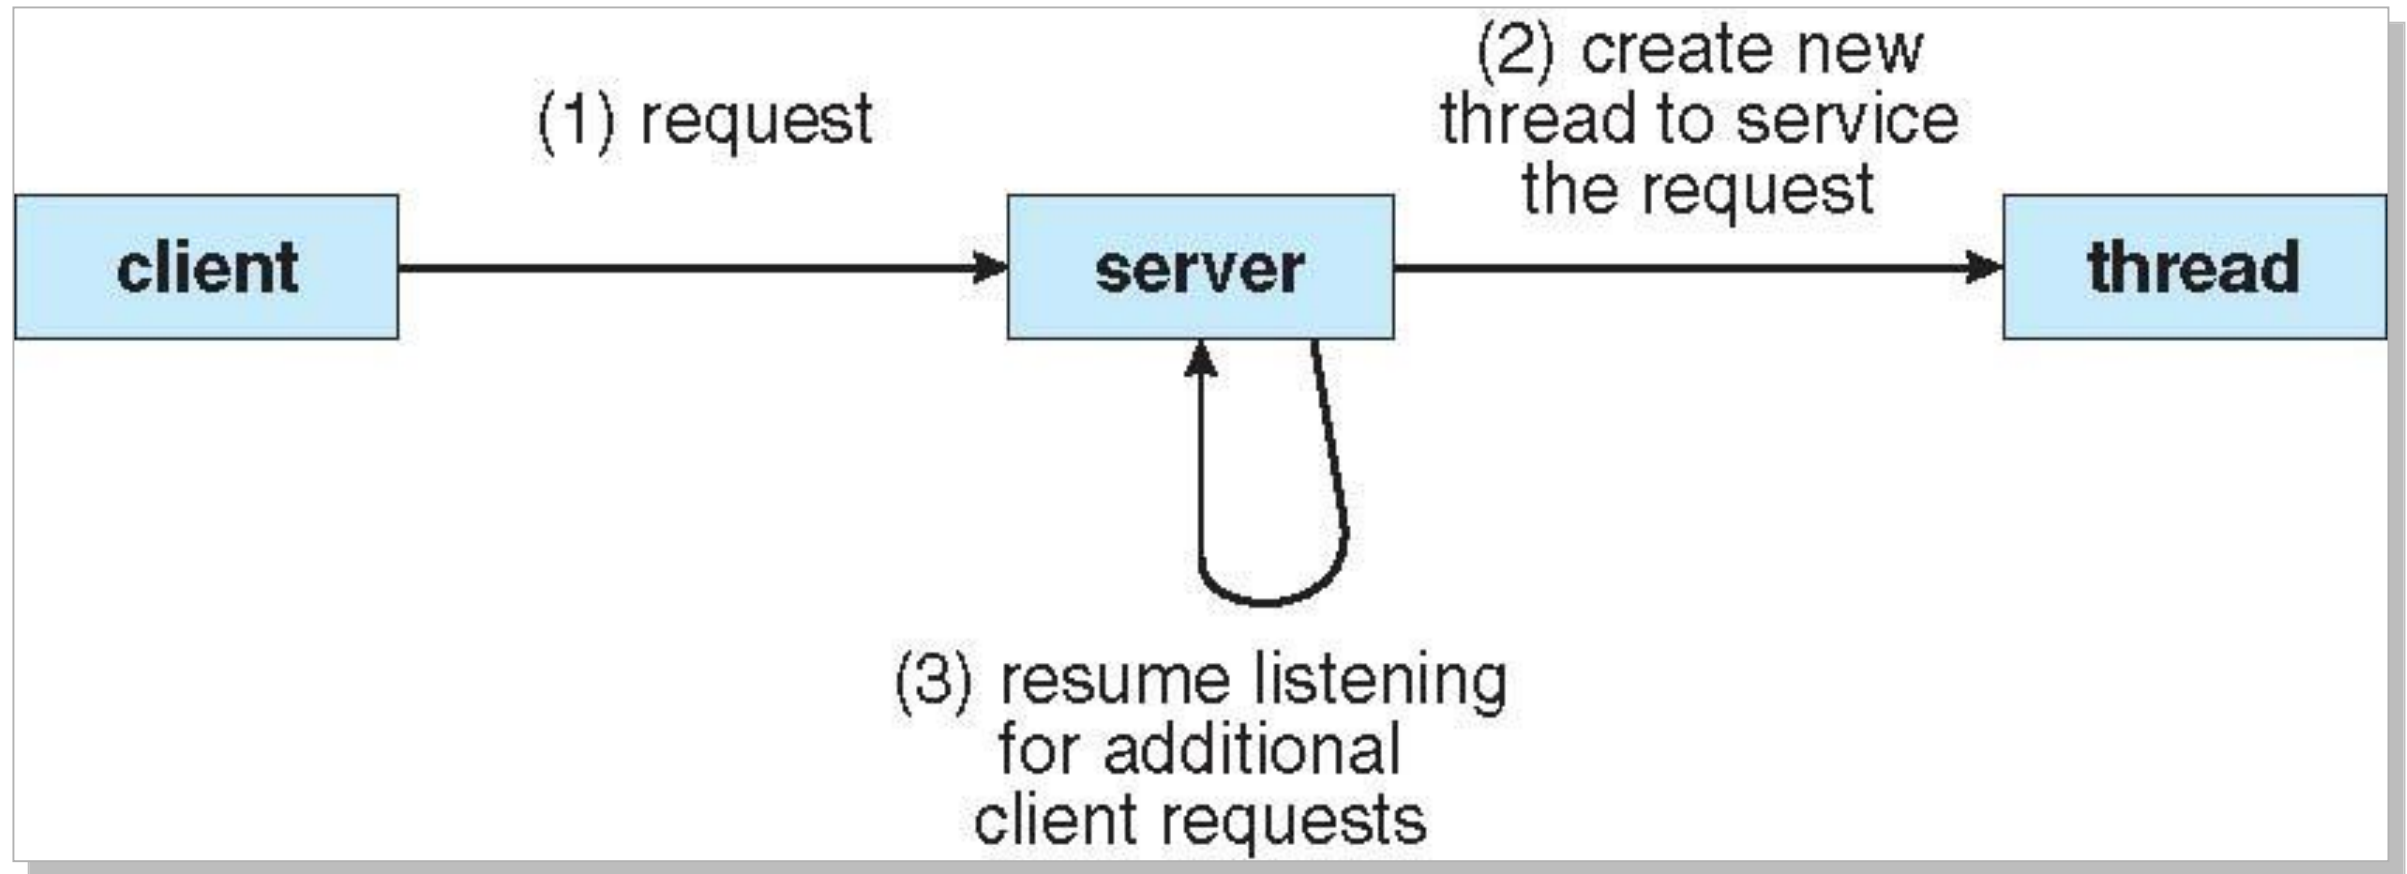 (1) request
(2) create new
thread to service
the request
client
server
thread
(3) resume listening
for additional
client requests